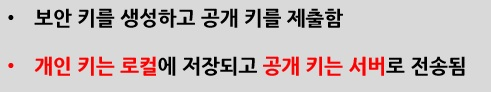 • 보안 키를 생성하고 공개 키를 제출함
• 개인 키는 로컬에 저장되고 공개 키는 서버로 전송됨